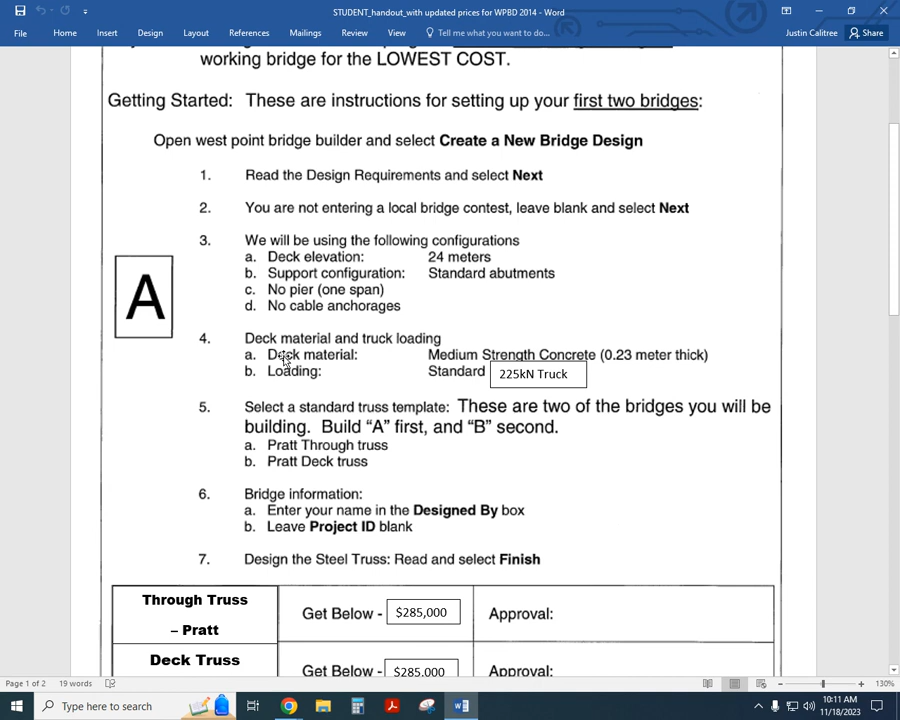 STUDENT_handout_with updated prices for WPBD 2014 - Word
File Home Insert Design Layout References Mailings Review View Tell me what you want to do... Justin Calitree Share
working bridge for the LOWEST COST.
Getting Started: These are instructions for setting up your first two bridges:
Open west point bridge builder and select Create a New Bridge Design
1. Read the Design Requirements and select Next
2. You are not entering a local bridge contest, leave blank and select Next
3. We will be using the following configurations
a. Deck elevation: 24 meters
b. Support configuration: Standard abutments
c. No pier (one span)
d. No cable anchorages
A
4. Deck material and truck loading
a. Deck material: Medium Strength Concrete (0.23 meter thick)
b. Loading: Standard 225kN Truck
5. Select a standard truss template: These are two of the bridges you will be
building. Build “A” first, and “B” second.
a. Pratt Through truss
b. Pratt Deck truss
6. Bridge information:
a. Enter your name in the Designed By box
b. Leave Project ID blank
7. Design the Steel Truss: Read and select Finish
Through Truss
– Pratt
Get Below - $285,000 Approval:
Deck Truss
Get Below - $285,000 Approval:
Page 1 of 2 19 words 130%
Type here to search
10:11 AM
11/18/2023